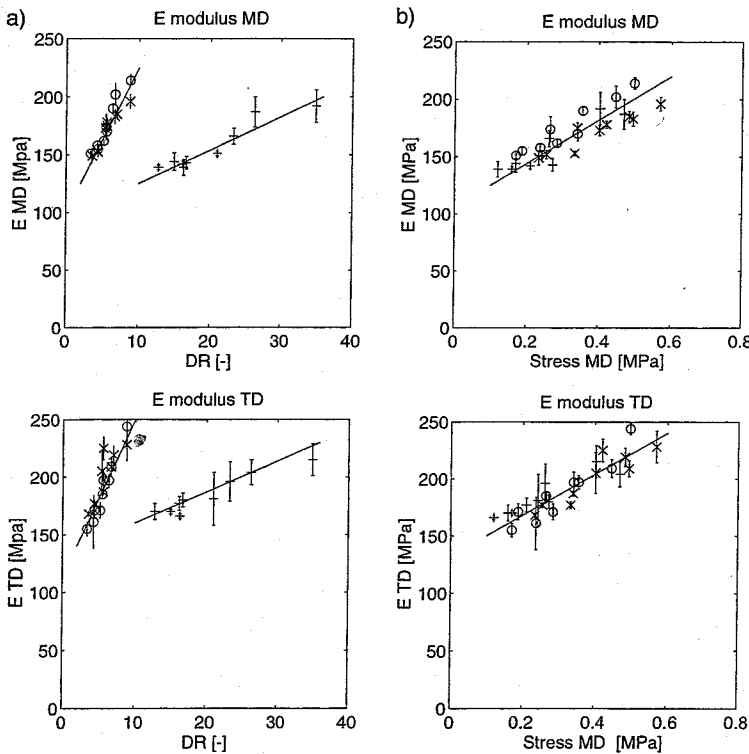 a)
E modulus MD
250
200
150
100
50
0
E MD [Mpa]
0 10 20 30 40
DR [-]
b)
E modulus MD
250
200
150
100
50
0
E MD [MPa]
0 0.2 0.4 0.6 0.8
Stress MD [MPa]
E modulus TD
250
200
150
100
50
0
E TD [Mpa]
0 10 20 30 40
DR [-]
E modulus TD
250
200
150
100
50
0
E TD [MPa]
0 0.2 0.4 0.6 0.8
Stress MD [MPa]